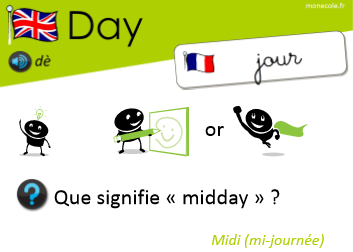 monecole.fr
Day
dè
jour
or
? Que signifie « midday » ?
Midi (mi-journée)